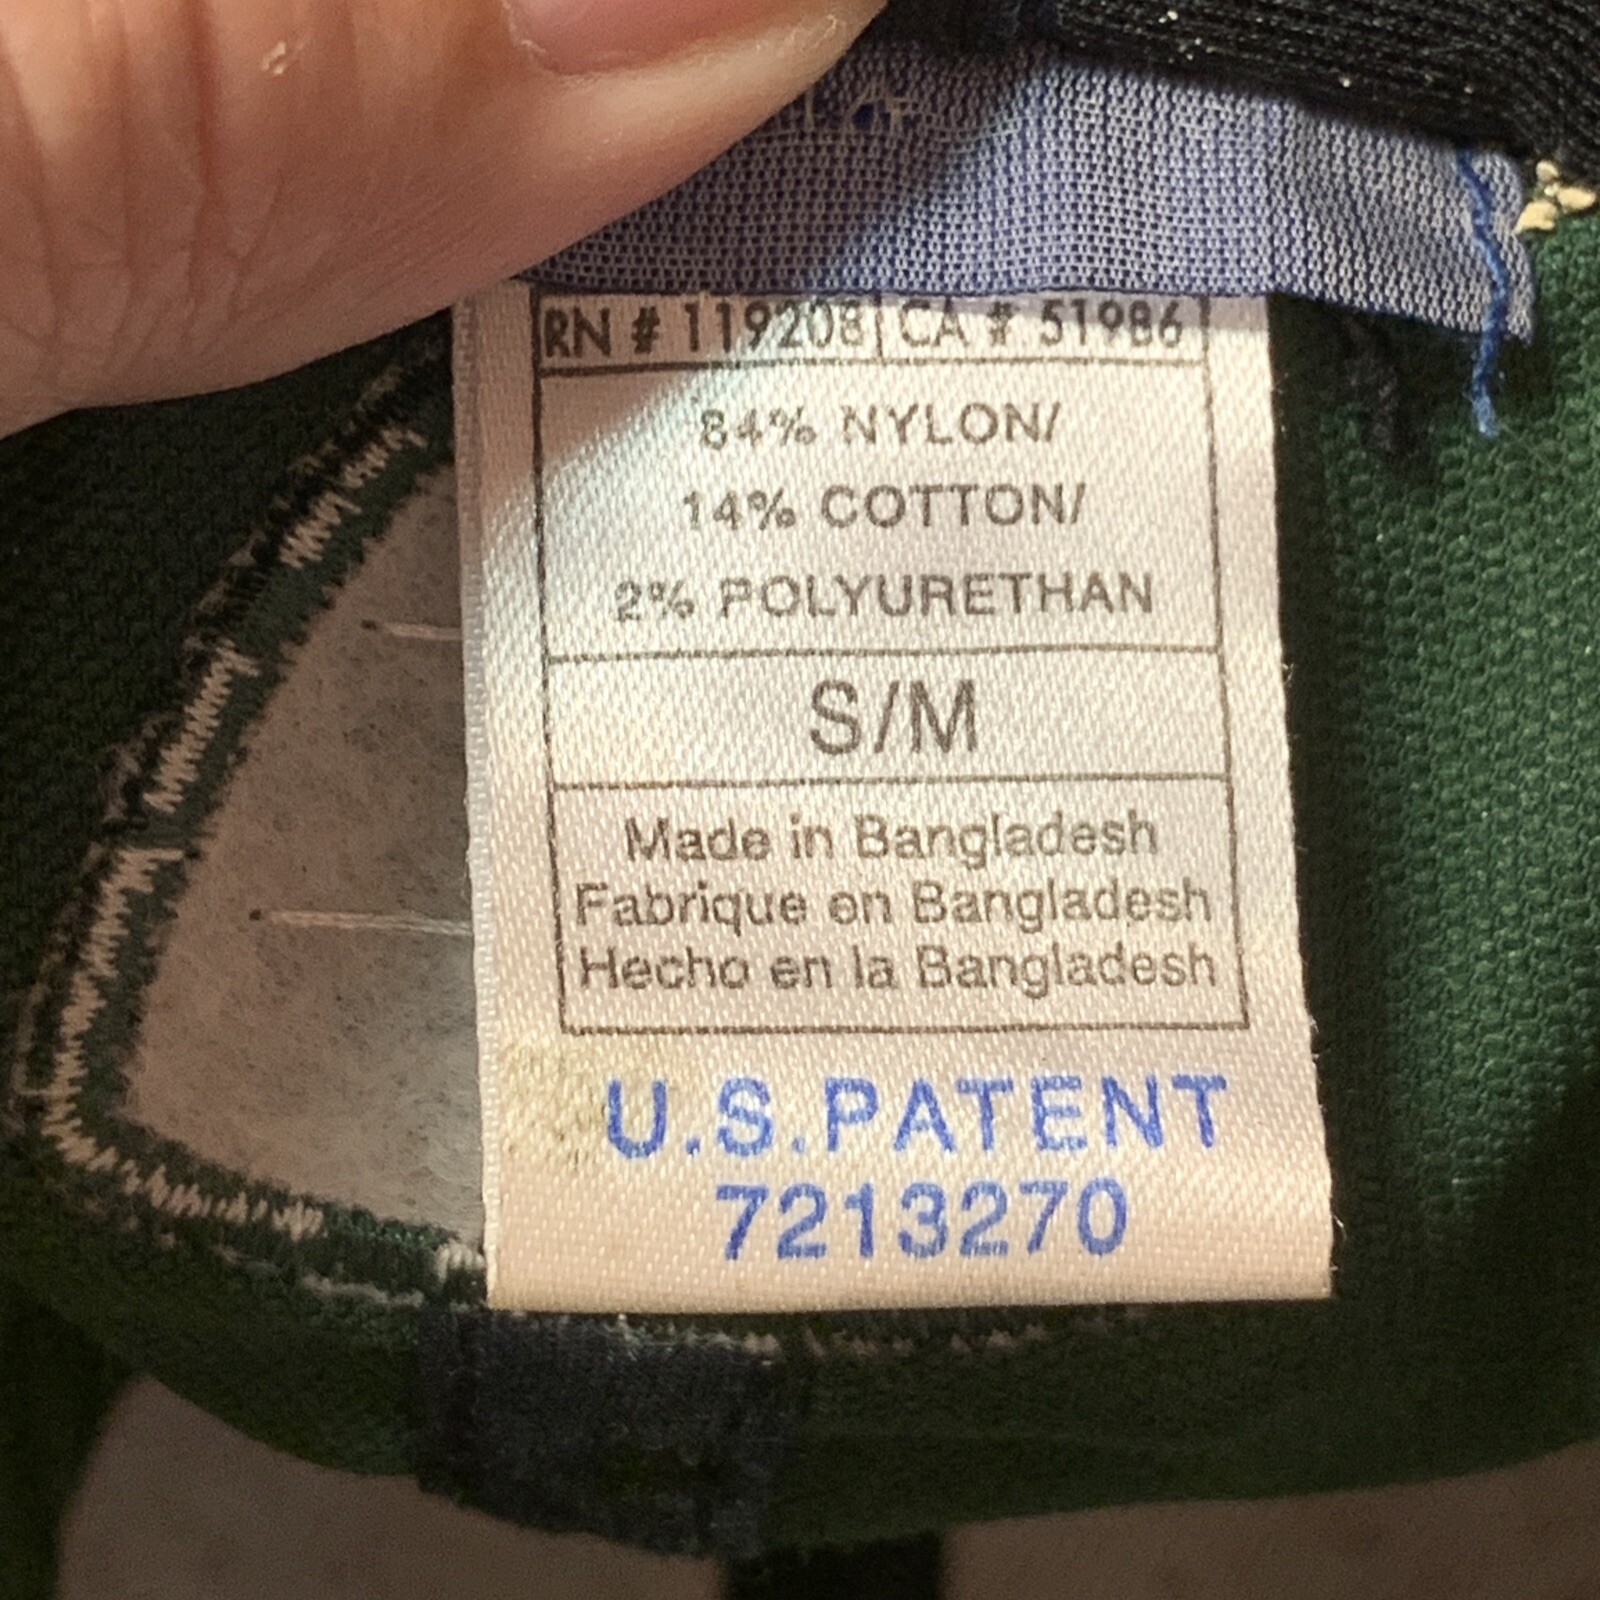 RN # 119208 CA # 51986
84% NYLON/
14% COTTON/
2% POLYURETHAN
S/M
Made in Bangladesh
Fabrique en Bangladesh
Hecho en la Bangladesh
U.S.PATENT
7213270